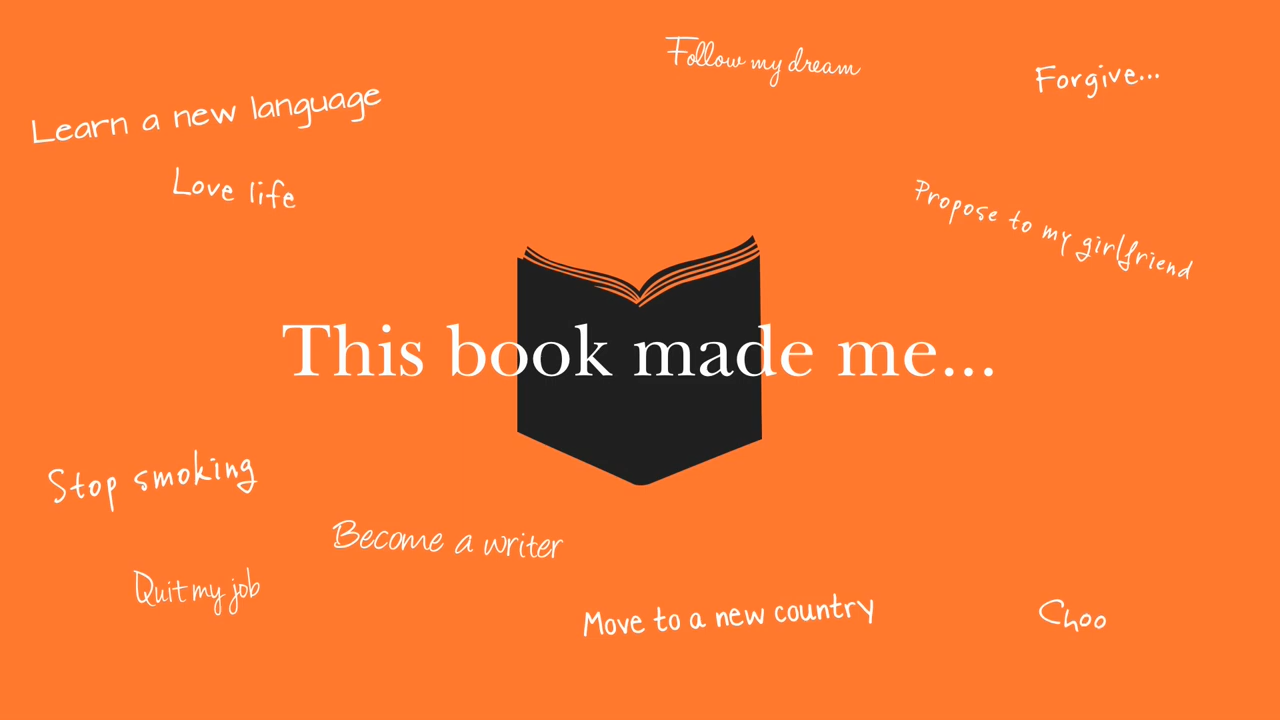 Follow my dream
Forgive...
Learn a new language
Love life
Propose to my girlfriend
This book made me...
Stop smoking
Become a writer
Quit my job
Move to a new country
Choo